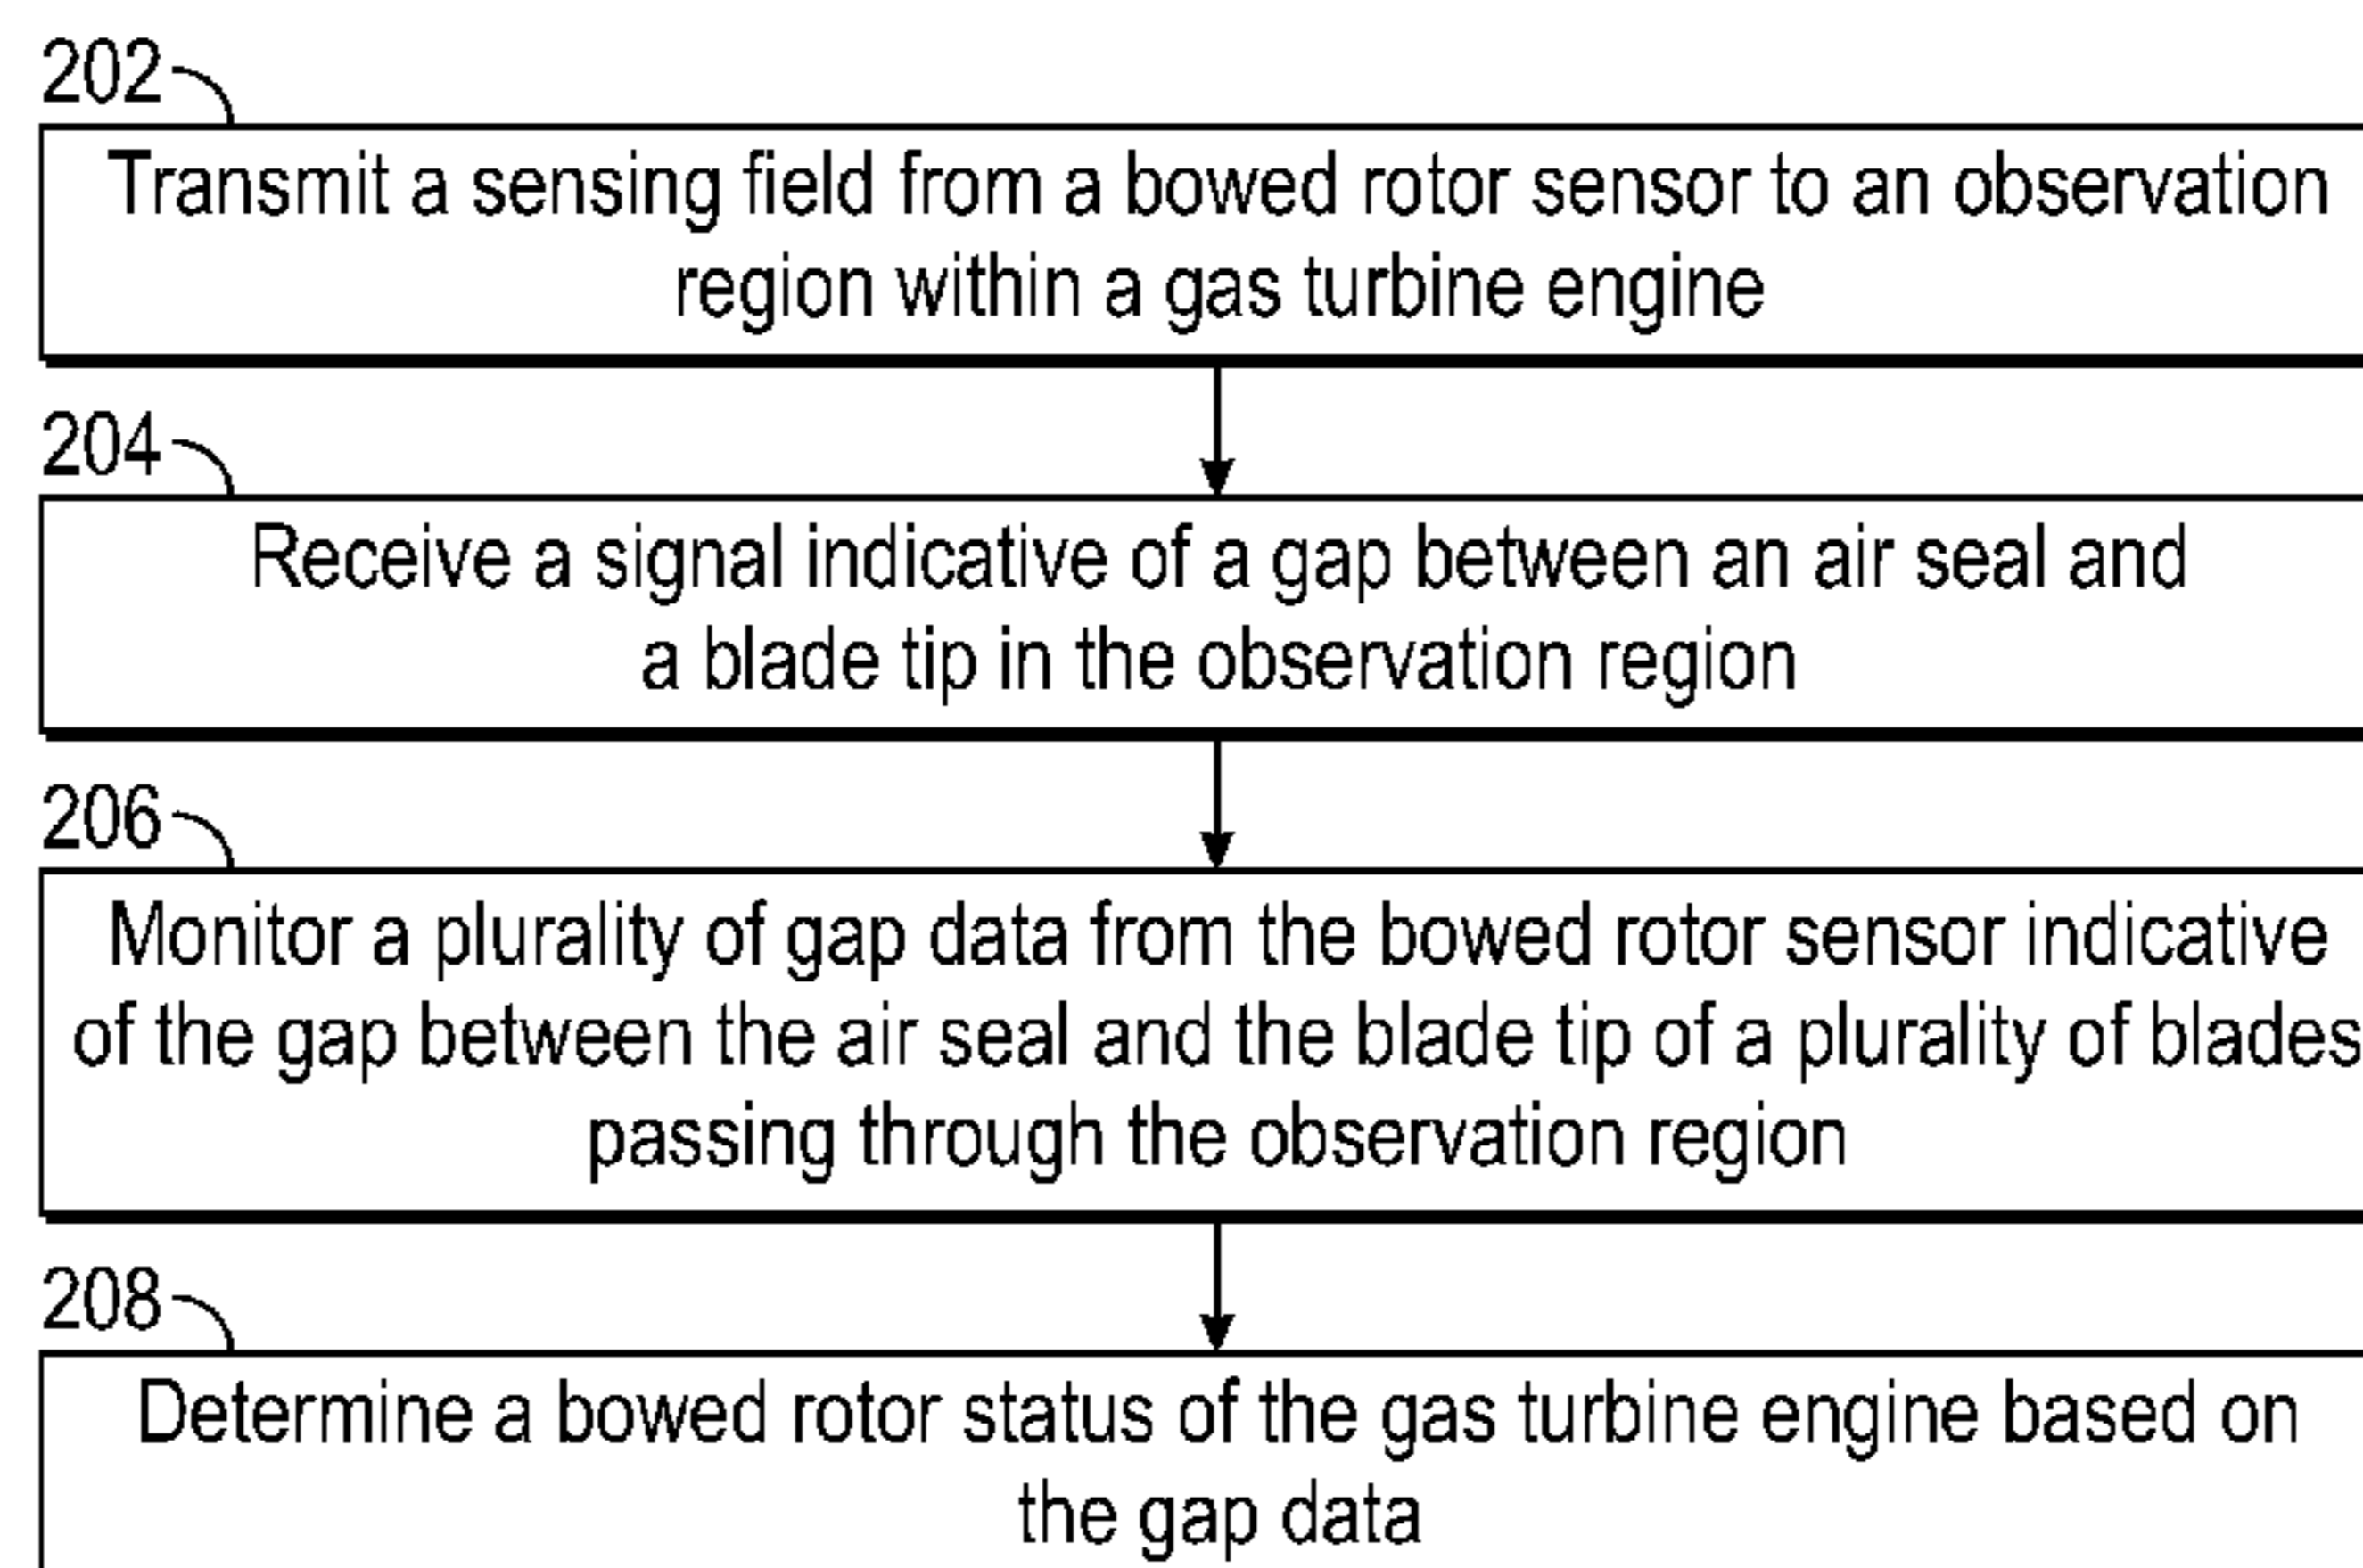 202
Transmit a sensing field from a bowed rotor sensor to an observation
region within a gas turbine engine
204
Receive a signal indicative of a gap between an air seal and
a blade tip in the observation region
206
Monitor a plurality of gap data from the bowed rotor sensor indicative
of the gap between the air seal and the blade tip of a plurality of blades
passing through the observation region
208
Determine a bowed rotor status of the gas turbine engine based on
the gap data